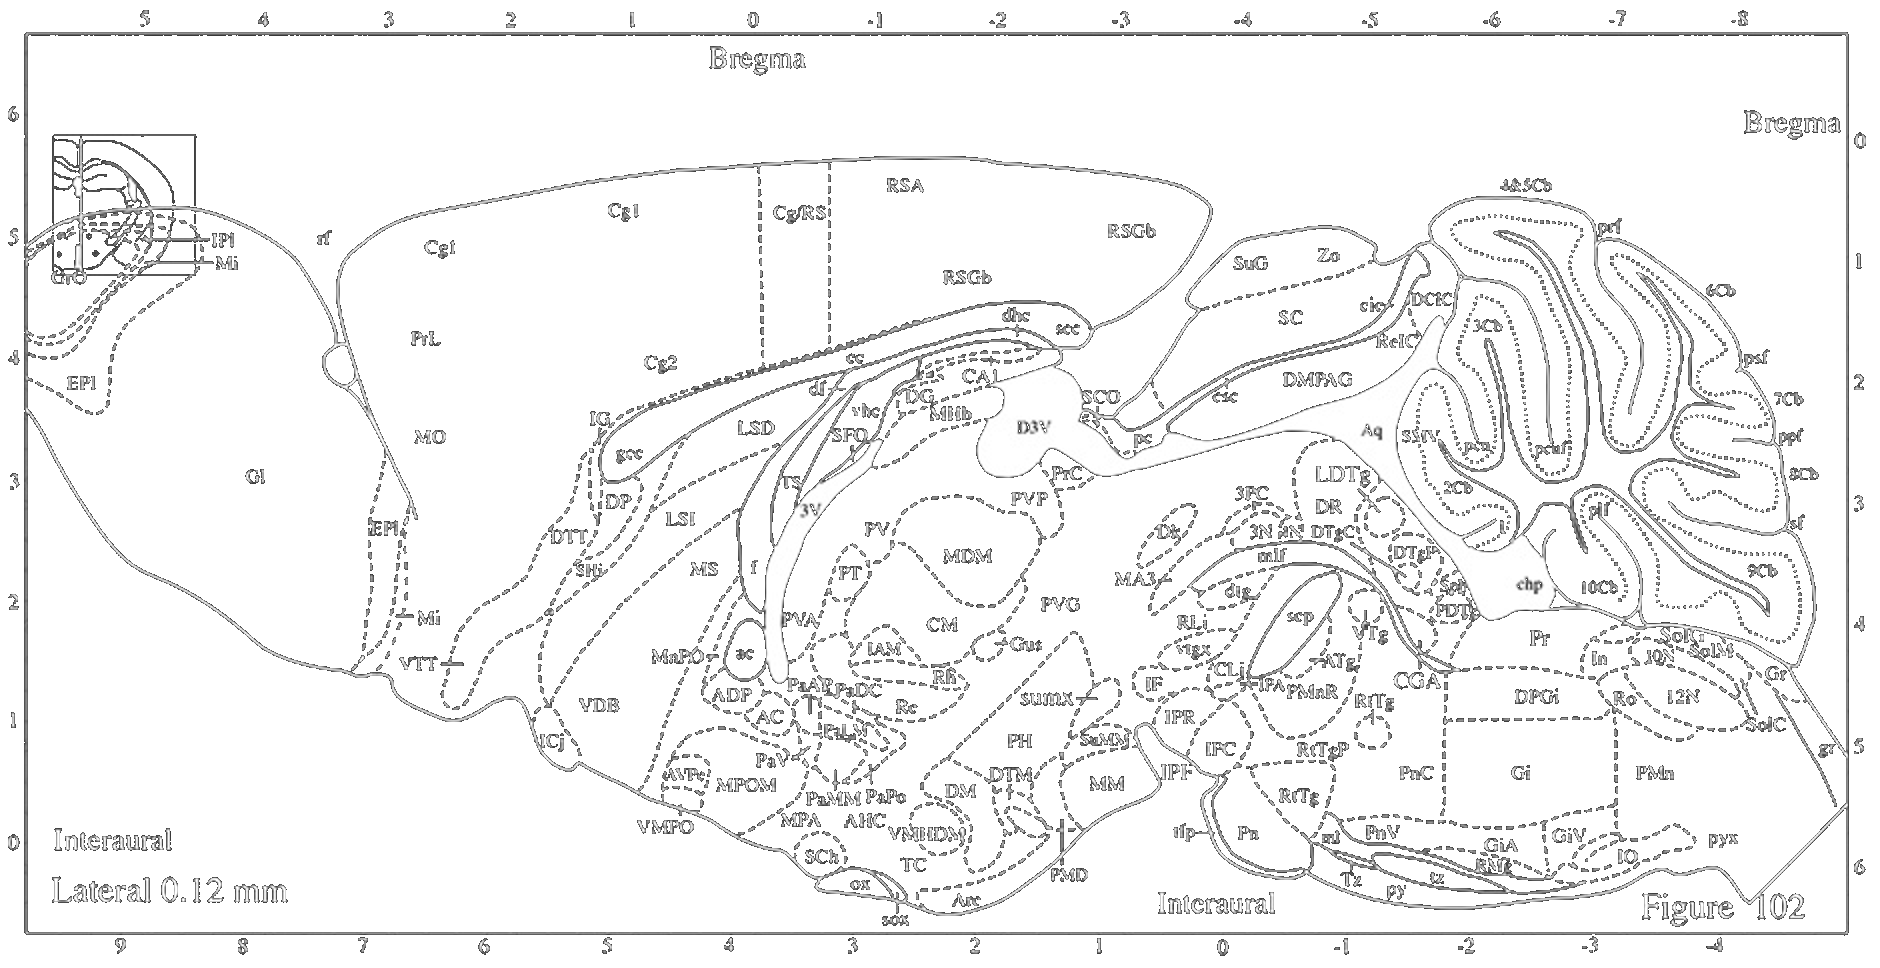 5 4 3 2 1 0 -1 -2 -3 -4 -5 -6 -7 -8
Bregma
6
Bregma
0
4&5Cb
RSA
Cg1 Cg/RS
5 rf RSGb prf
IPl
Cg1
Mi SuG Zo 1
GrO RSGb
6Cb
cic DCIC
dhc SC
scc 3Cb
PrL ReIC
4 Cg2 cc psf
EPl CA1 DMPAG 2
df DG csc SCO
vhc MHb 7Cb
IG
MO LSD SFO D3V pc Aq ppf
gcc pcn pcuf
Gl PrC LDTg 8Cb
3 TS 2Cb
DP PVP 3PC
3V DR 3
LSI plf sf
EPl PV Dk
DTT 3N 4N DTgC
MDM mlf DTgP
SHi MS f PT MA3 chp 9Cb
dtg 10Cb
2 PVG PDTg
Mi PVA CM RLi scp VTg 4
Gus Pr
MnPO ac IAM vtgx
VTT CLi ATg In 10N SolM
Rh IF IPA PMnR CGA Gr
ADP PaDC sumx RtTg DPGi Ro 12N
VDB AC Re IPR
1 SolC
ICj PaLM PH SuMM IPC RtTgP gr 5
PaV
AVPe MPOM DTM IPF PnC Gi PMn
PaMM PaPo DM MM RtTg
VMPO MPA AHC VMHDM
0 Interaural rfp Pn ml PnV GiA GiV pyx
SCh TC PMD IO 6
Lateral 0.12 mm ox Tz tz
Arc py
sox Interaural Figure 102
9 8 7 6 5 4 3 2 1 0 -1 -2 -3 -4